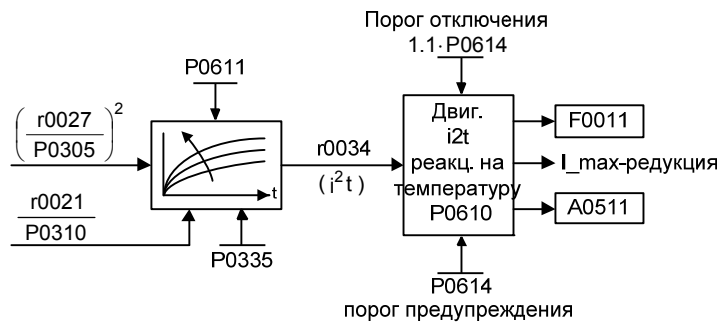 Порог отключения
1.1·P0614
P0611
(r0027/P0305)²
r0021/P0310
t
P0335
r0034
(i²t)
Двиг.
i2t
реакц. на
температуру
P0610
F0011
I_max-редукция
A0511
P0614
порог предупреждения